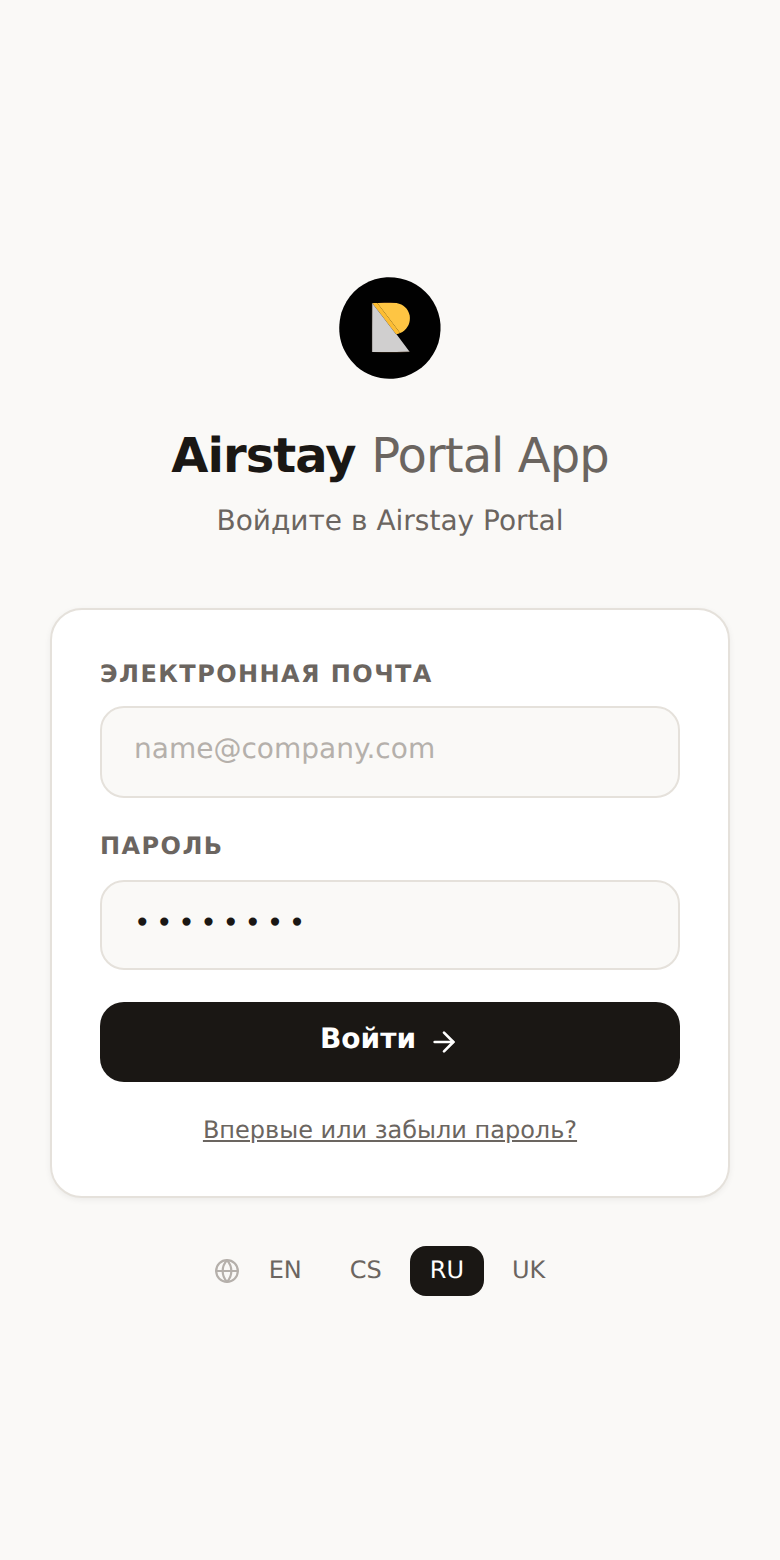 Airstay Portal App
Войдите в Airstay Portal
ЭЛЕКТРОННАЯ ПОЧТА
name@company.com
ПАРОЛЬ
••••••••
Войти →
Впервые или забыли пароль?
EN CS RU UK